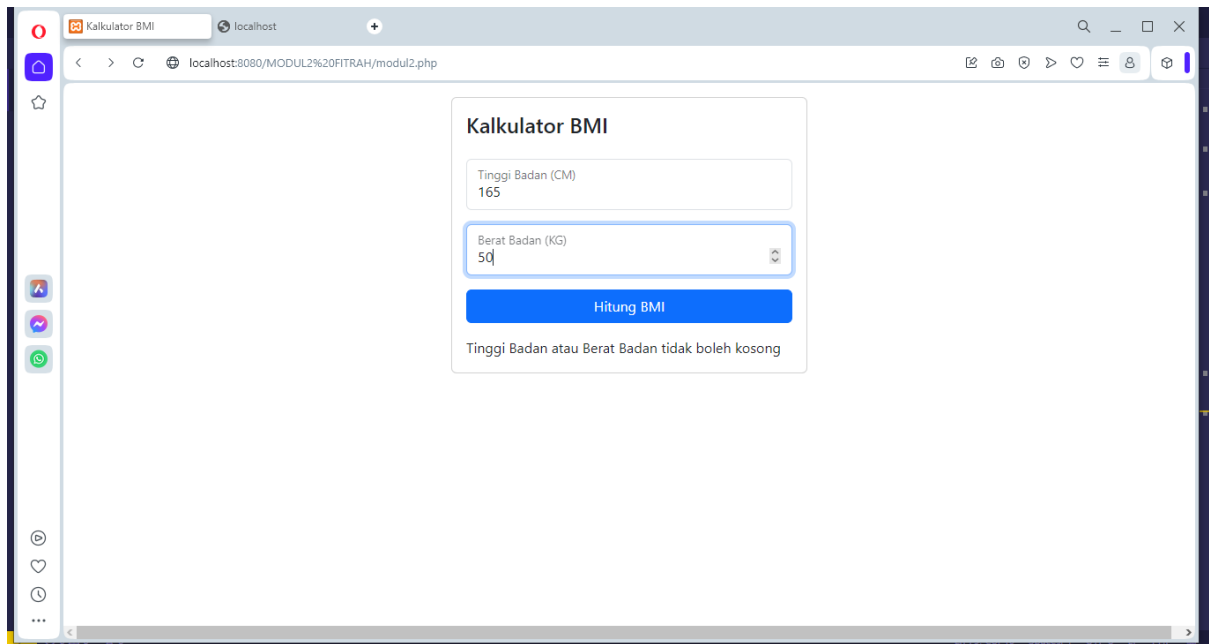 Kalkulator BMI
localhost
localhost:8080/MODUL2%20FITRAH/modul2.php
Kalkulator BMI
Tinggi Badan (CM)
165
Berat Badan (KG)
50
Hitung BMI
Tinggi Badan atau Berat Badan tidak boleh kosong